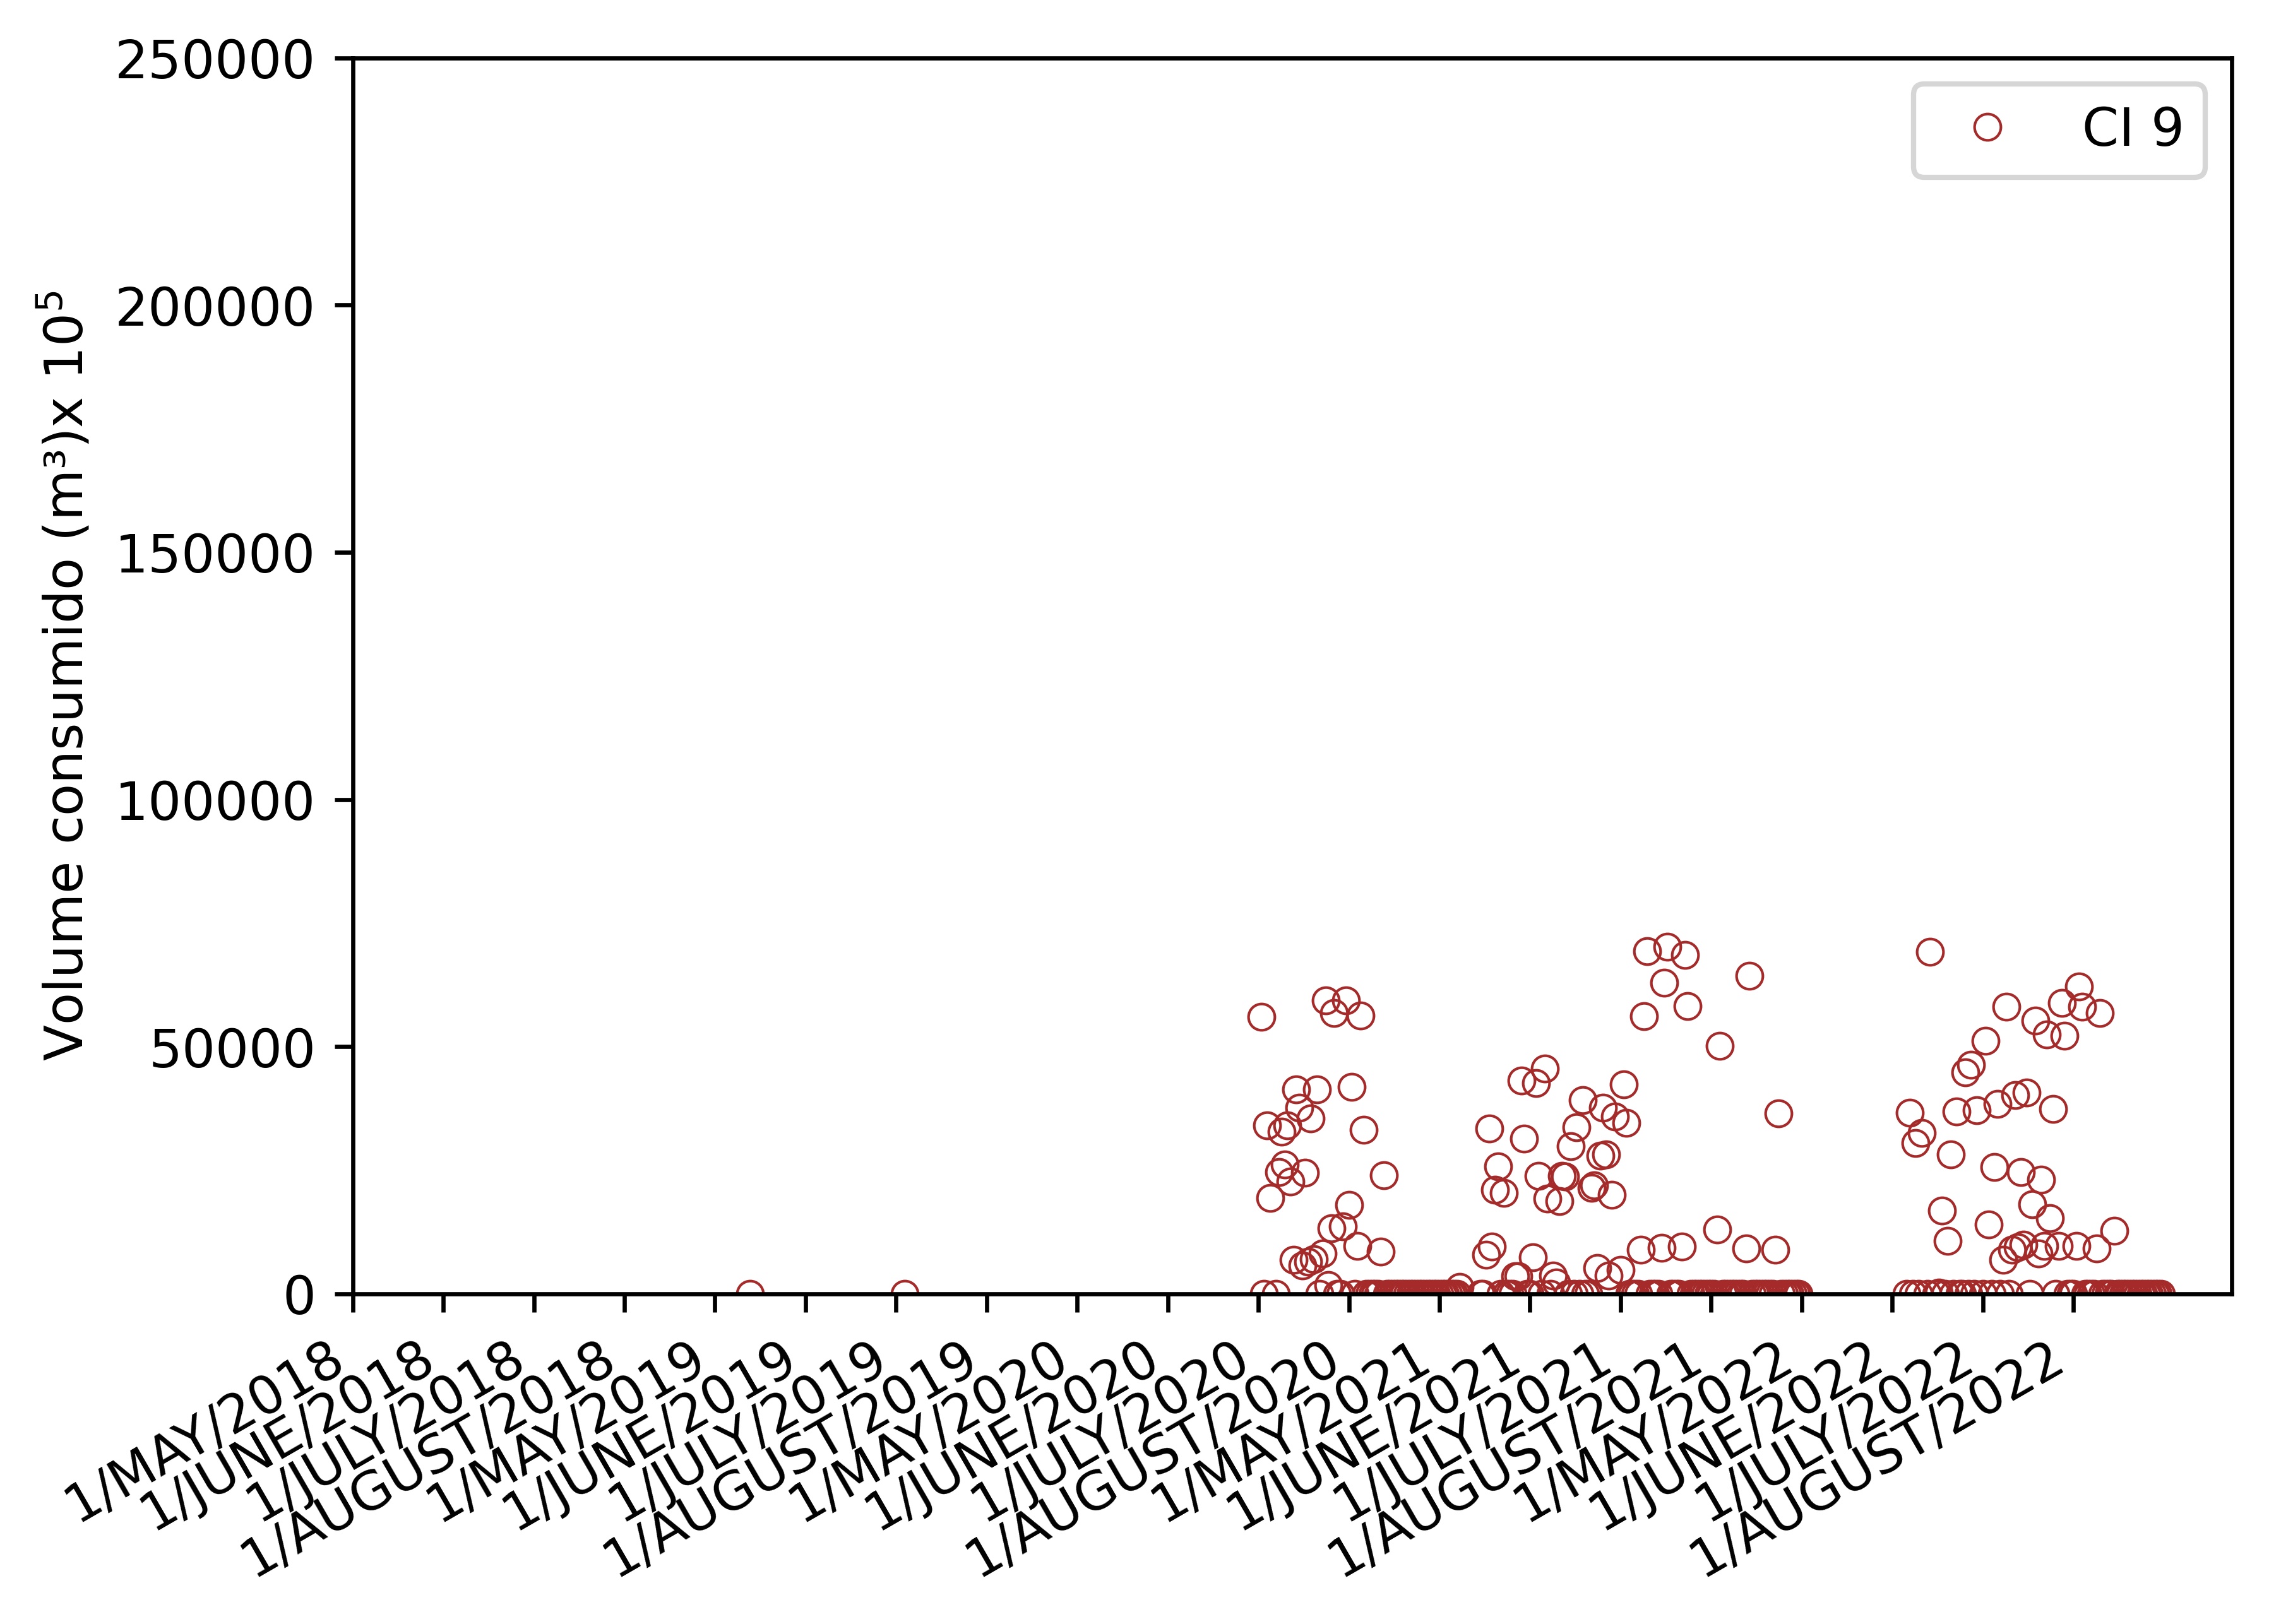 250000
200000
150000
100000
50000
0
Volume consumido (m³)x 10⁵
CI 9
1/MAY/2018
1/JUNE/2018
1/JULY/2018
1/AUGUST/2018
1/MAY/2019
1/JUNE/2019
1/JULY/2019
1/AUGUST/2019
1/MAY/2020
1/JUNE/2020
1/JULY/2020
1/AUGUST/2020
1/MAY/2021
1/JUNE/2021
1/JULY/2021
1/AUGUST/2021
1/MAY/2022
1/JUNE/2022
1/JULY/2022
1/AUGUST/2022